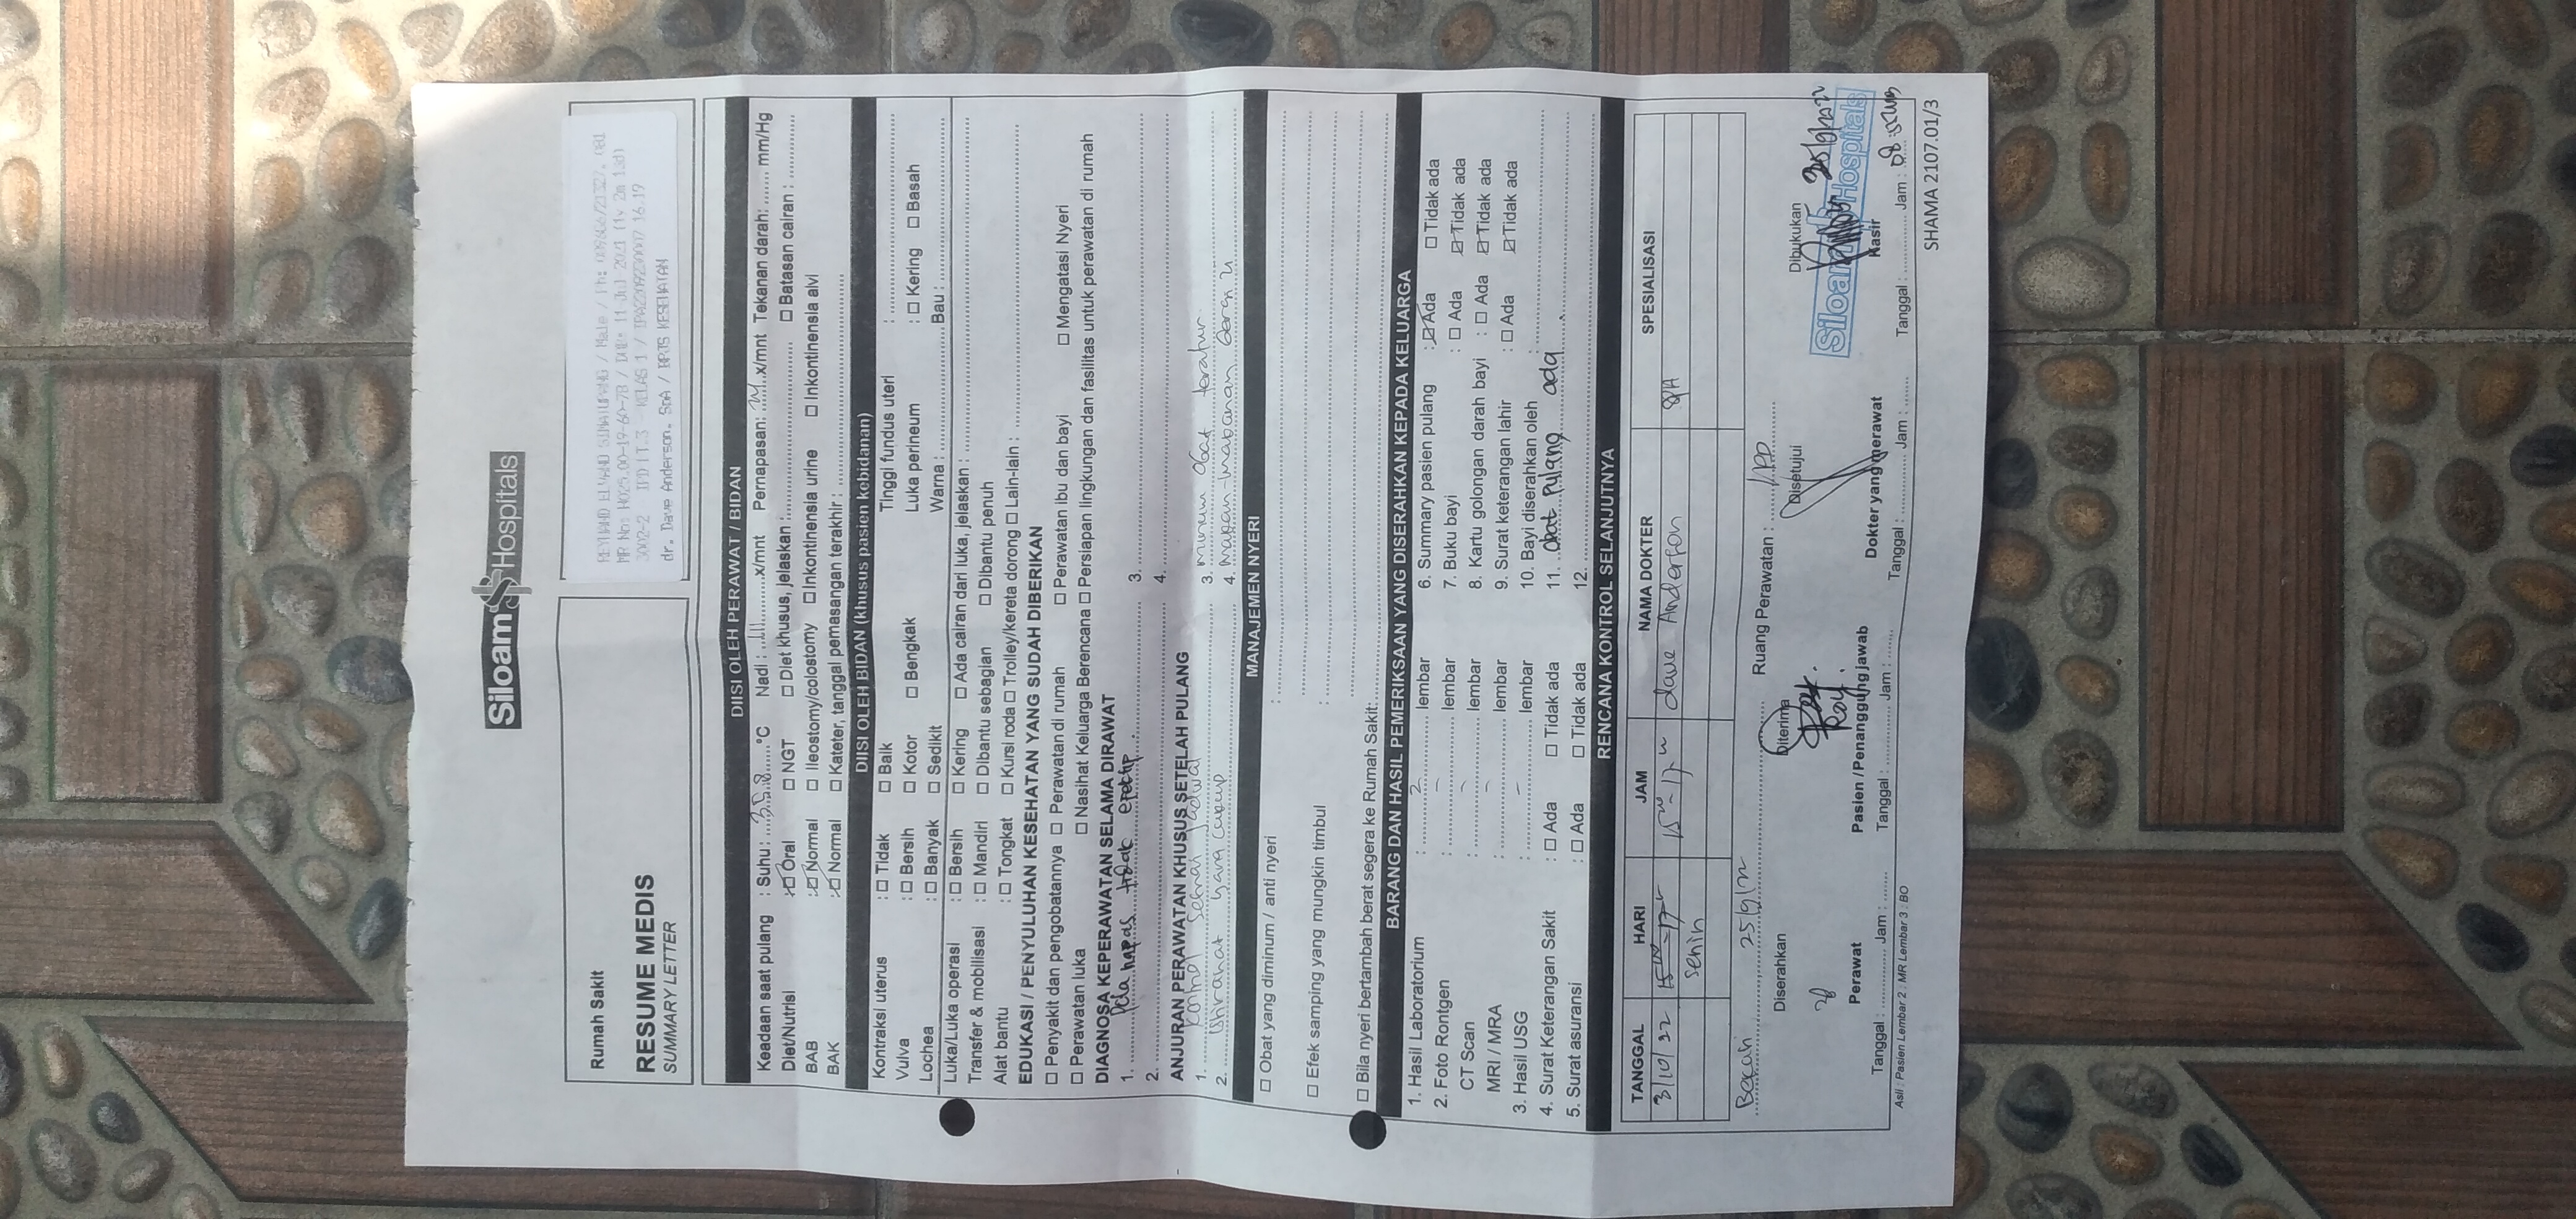 Siloam Hospitals
Rumah Sakit
RESUME MEDIS
SUMMARY LETTER
SIMATUPANG / Male / Ph:
MR No: H025.00-19-60-78 / DOB: 11 Jul 2021 (1y 2m 13d)
3002-2 IPD LT.3 - KELAS 1 / IPA2209230007 16.19
dr. Dave Anderson. SpA / BPJS KESEHATAN
DIISI OLEH PERAWAT / BIDAN
Keadaan saat pulang : Suhu : 35.8 °C Nadi : 111 x/mnt Pernapasan: x/mnt Tekanan darah: ....... mm/Hg
Diet/Nutrisi : ☑ Oral ☐ NGT ☐ Diet khusus, jelaskan : ☐ Batasan cairan :
BAB : ☑ Normal ☐ Ileostomy/colostomy ☐ Inkontinensia urine ☐ Inkontinensia alvi
BAK : ☑ Normal ☐ Kateter, tanggal pemasangan terakhir :
DIISI OLEH BIDAN (khusus pasien kebidanan)
Kontraksi uterus : ☐ Tidak ☐ Baik Tinggi fundus uteri :
Vulva : ☐ Bersih ☐ Kotor ☐ Bengkak Luka perineum : ☐ Kering ☐ Basah
Lochea : ☐ Banyak ☐ Sedikit Warna : Bau :
Luka/Luka operasi : ☐ Bersih ☐ Kering ☐ Ada cairan dari luka, jelaskan :
Transfer & mobilisasi : ☐ Mandiri ☐ Dibantu sebagian ☐ Dibantu penuh
Alat bantu : ☐ Tongkat ☐ Kursi roda ☐ Trolley/kereta dorong ☐ Lain-lain :
EDUKASI / PENYULUHAN KESEHATAN YANG SUDAH DIBERIKAN
☐ Penyakit dan pengobatannya ☐ Perawatan di rumah ☐ Perawatan ibu dan bayi ☐ Mengatasi Nyeri
☐ Perawatan luka ☐ Nasihat Keluarga Berencana ☐ Persiapan lingkungan dan fasilitas untuk perawatan di rumah
DIAGNOSA KEPERAWATAN SELAMA DIRAWAT
1. Pola napas tidak efektip. 3.
2. 4.
ANJURAN PERAWATAN KHUSUS SETELAH PULANG
1. Kontrol sesuai jadwal 3. minum obat teratur
2. Istirahat yang cukup 4. makan-makanan bergizi
MANAJEMEN NYERI
☐ Obat yang diminum / anti nyeri :
☐ Efek samping yang mungkin timbul :
☐ Bila nyeri bertambah berat segera ke Rumah Sakit:
BARANG DAN HASIL PEMERIKSAAN YANG DISERAHKAN KEPADA KELUARGA
1. Hasil Laboratorium : 2 lembar 6. Summary pasien pulang : ☑ Ada ☐ Tidak ada
2. Foto Rontgen : - lembar 7. Buku bayi : ☐ Ada ☑ Tidak ada
CT Scan : - lembar 8. Kartu golongan darah bayi : ☐ Ada ☑ Tidak ada
MRI / MRA : - lembar 9. Surat keterangan lahir : ☐ Ada ☑ Tidak ada
3. Hasil USG : - lembar 10. Bayi diserahkan oleh :
4. Surat Keterangan Sakit : ☐ Ada ☐ Tidak ada 11. obat pulang ada.
5. Surat asuransi : ☐ Ada ☐ Tidak ada 12.
RENCANA KONTROL SELANJUTNYA
TANGGAL HARI JAM NAMA DOKTER SPESIALISASI
3/10/22 15 - 17 15 - 17 dave Anderson SpA
senin
Bekasi 25/9/22 Ruang Perawatan : IPD
Diserahkan Diterima Disetujui Dibukukan
Roy. Siloam Hospitals 25/9/2022
Perawat Pasien / Penanggung jawab Dokter yang merawat Kasir
Tanggal : Jam : Tanggal : Jam : Tanggal : Jam : Tanggal : Jam : 08
Asli : Pasien Lembar 2 : MR Lembar 3 : BO
SHAMA 2107.01/3